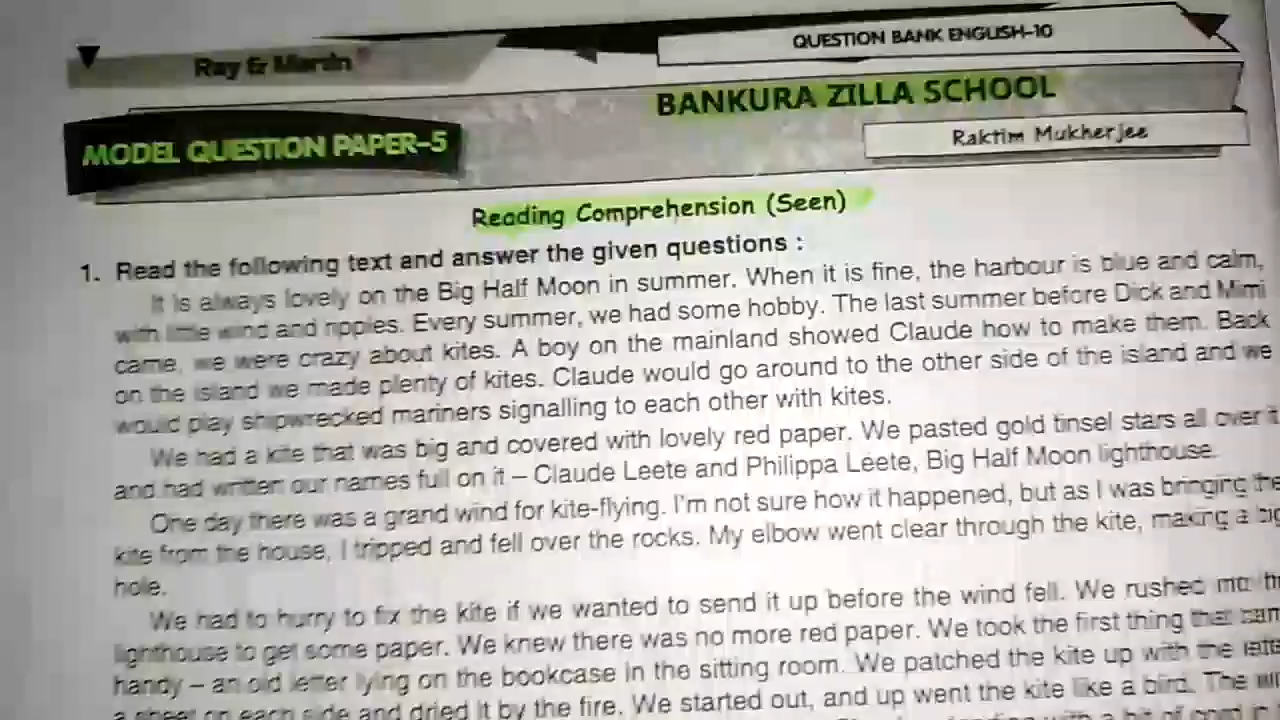 Ray & Martin
QUESTION BANK ENGLISH-10
BANKURA ZILLA SCHOOL
MODEL QUESTION PAPER-5
Raktim Mukherjee
Reading Comprehension (Seen)
1. Read the following text and answer the given questions :
It is always lovely on the Big Half Moon in summer. When it is fine, the harbour is blue and calm,
with little wind and ripples. Every summer, we had some hobby. The last summer before Dick and Mimi
came, we were crazy about kites. A boy on the mainland showed Claude how to make them. Back
on the island we made plenty of kites. Claude would go around to the other side of the island and we
would play shipwrecked mariners signalling to each other with kites.
We had a kite that was big and covered with lovely red paper. We pasted gold tinsel stars all over it
and had written our names full on it – Claude Leete and Philippa Leete, Big Half Moon lighthouse.
One day there was a grand wind for kite-flying. I'm not sure how it happened, but as I was bringing the
kite from the house, I tripped and fell over the rocks. My elbow went clear through the kite, making a big
hole.
We had to hurry to fix the kite if we wanted to send it up before the wind fell. We rushed
lighthouse to get some paper. We knew there was no more red paper. We took the first thing that
handy – an old letter lying on the bookcase in the sitting room. We patched the kite up with the
a sheet on each side and dried it by the fire. We started out, and up went the kite like a bird. The
with a bit of